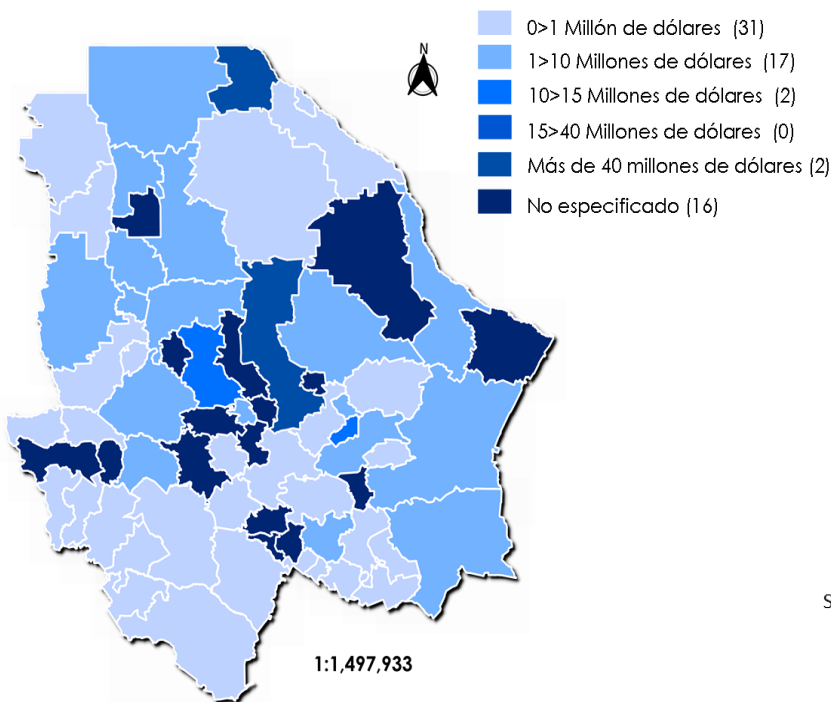 N
0>1 Millón de dólares (31)
1>10 Millones de dólares (17)
10>15 Millones de dólares (2)
15>40 Millones de dólares (0)
Más de 40 millones de dólares (2)
No especificado (16)
S
1:1,497,933